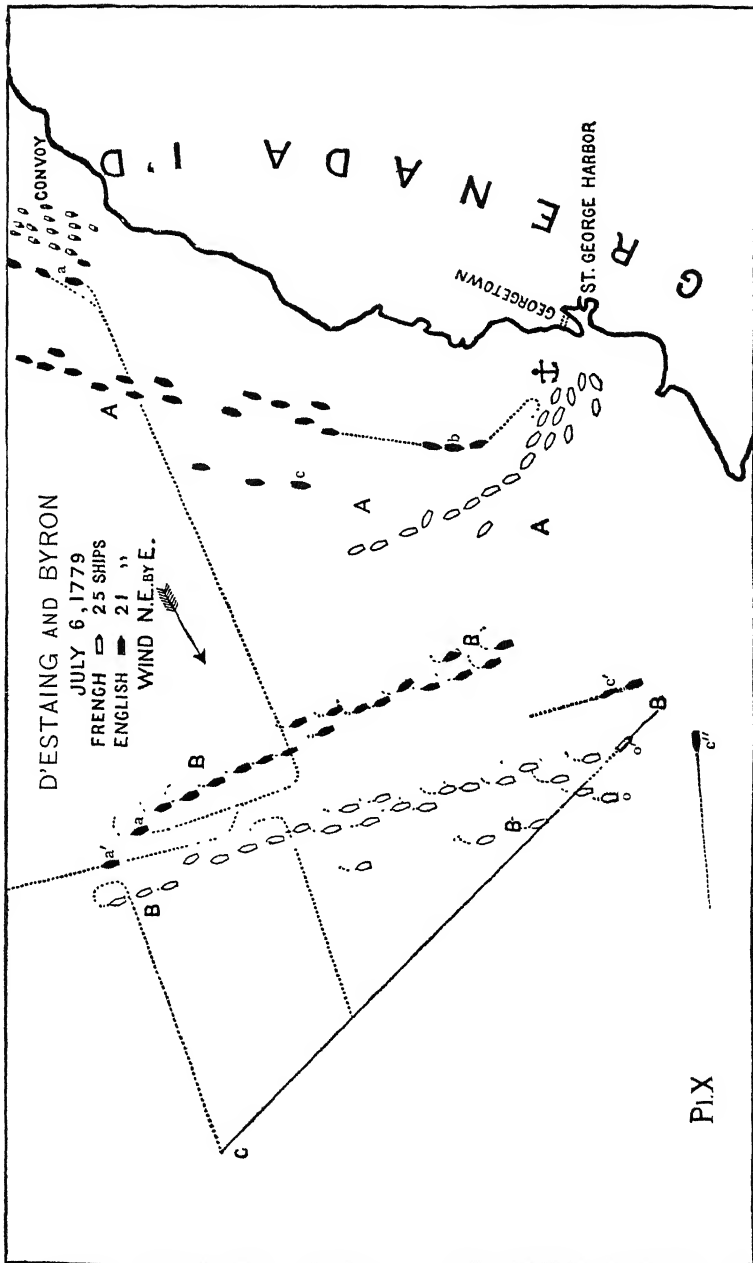 D'ESTAING AND BYRON
JULY 6, 1779
FRENCH 25 SHIPS
ENGLISH 21 "
WIND N.E. BY E.
CONVOY
a
A
A
A
b
c
GRENADA I'D
GEORGETOWN
ST. GEORGE HARBOR
B
B'
a
a'
B
B
B
c'
c"
o
o
C
Pl. X